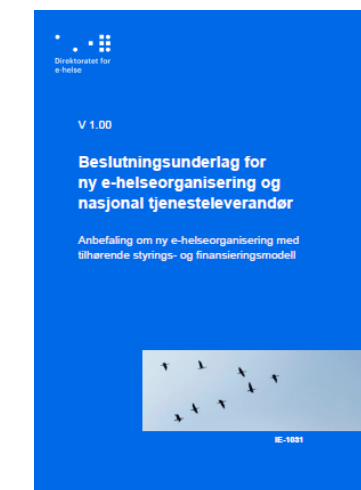 Direktoratet for
e-helse
V 1.00
Beslutningsunderlag for
ny e-helseorganisering og
nasjonal tjenesteleverandør
Anbefaling om ny e-helseorganisering med
tilhørende styrings- og finansieringsmodell
IE-1031